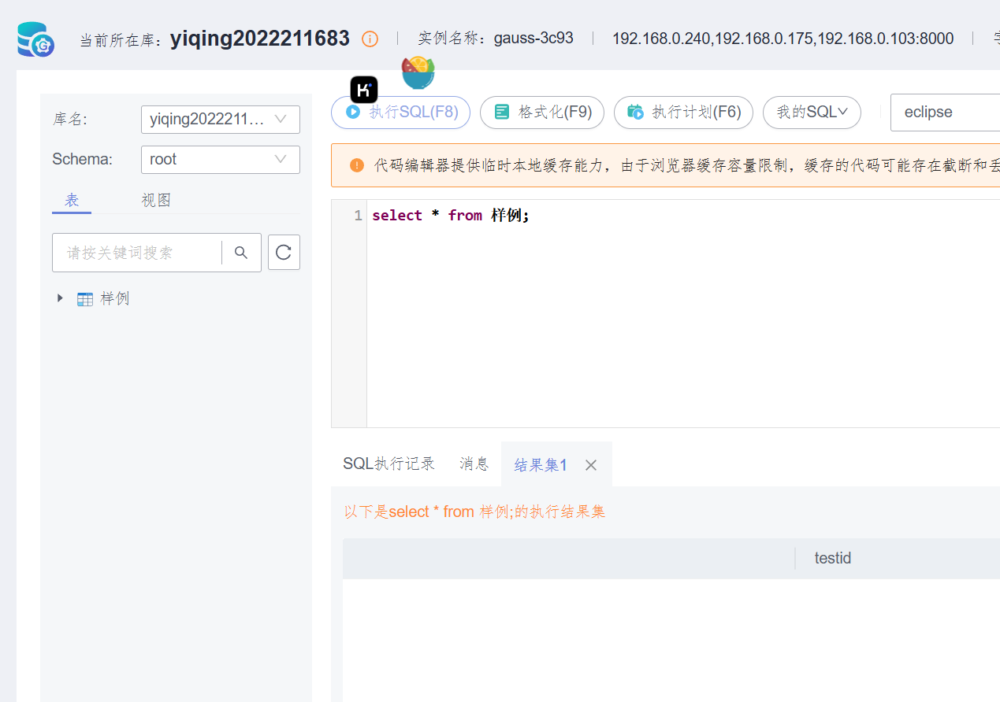 当前所在库: yiqing2022211683 实例名称: gauss-3c93 192.168.0.240,192.168.0.175,192.168.0.103:8000
库名: yiqing2022211...
Schema: root
表 视图
请按关键词搜索
样例
执行SQL(F8) 格式化(F9) 执行计划(F6) 我的SQL eclipse
代码编辑器提供临时本地缓存能力，由于浏览器缓存容量限制，缓存的代码可能存在截断和丢
1 select * from 样例;
SQL执行记录 消息 结果集1
以下是select * from 样例;的执行结果集
testid